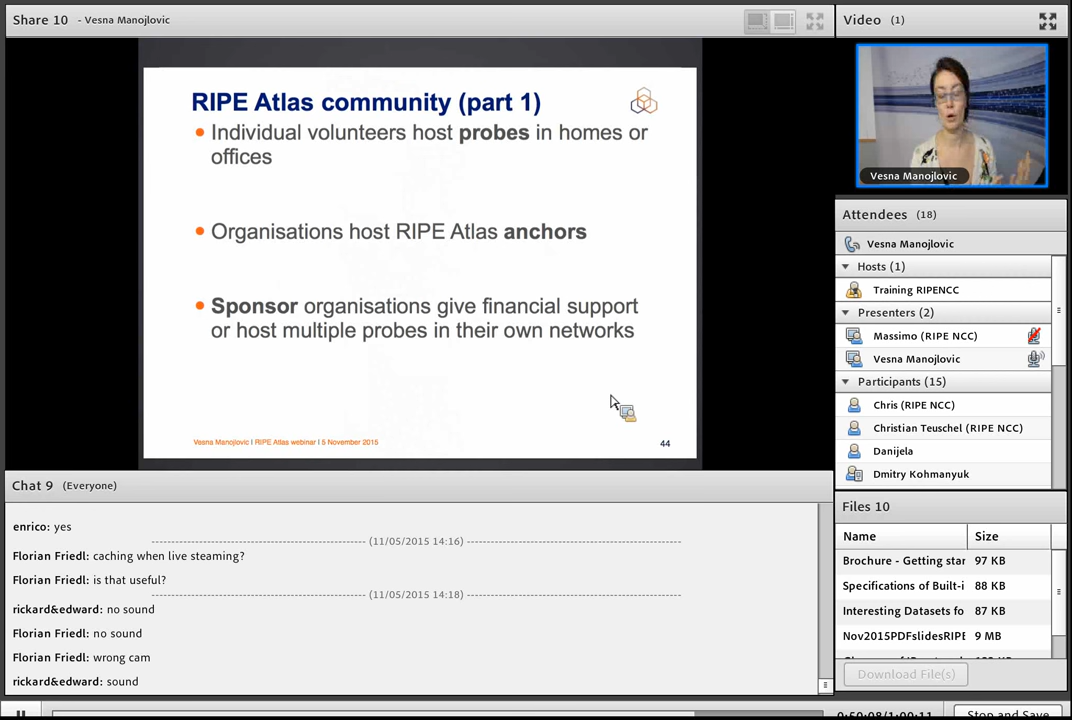 Share 10 - Vesna Manojlovic
RIPE Atlas community (part 1)
• Individual volunteers host probes in homes or
offices
• Organisations host RIPE Atlas anchors
• Sponsor organisations give financial support
or host multiple probes in their own networks
Vesna Manojlovic | RIPE Atlas webinar | 5 November 2015
44
Chat 9 (Everyone)
enrico: yes
(11/05/2015 14:16)
Florian Friedl: caching when live steaming?
Florian Friedl: is that useful?
(11/05/2015 14:18)
rickard&edward: no sound
Florian Friedl: no sound
Florian Friedl: wrong cam
rickard&edward: sound
Video (1)
Vesna Manojlovic
Attendees (18)
Vesna Manojlovic
Hosts (1)
Training RIPENCC
Presenters (2)
Massimo (RIPE NCC)
Vesna Manojlovic
Participants (15)
Chris (RIPE NCC)
Christian Teuschel (RIPE NCC)
Danijela
Dmitry Kohmanyuk
Files 10
Name Size
Brochure - Getting star 97 KB
Specifications of Built-i 88 KB
Interesting Datasets fo 87 KB
Nov2015PDFslidesRIPE 9 MB
Download File(s)
0:50:08/1:00:11
Stop and Save